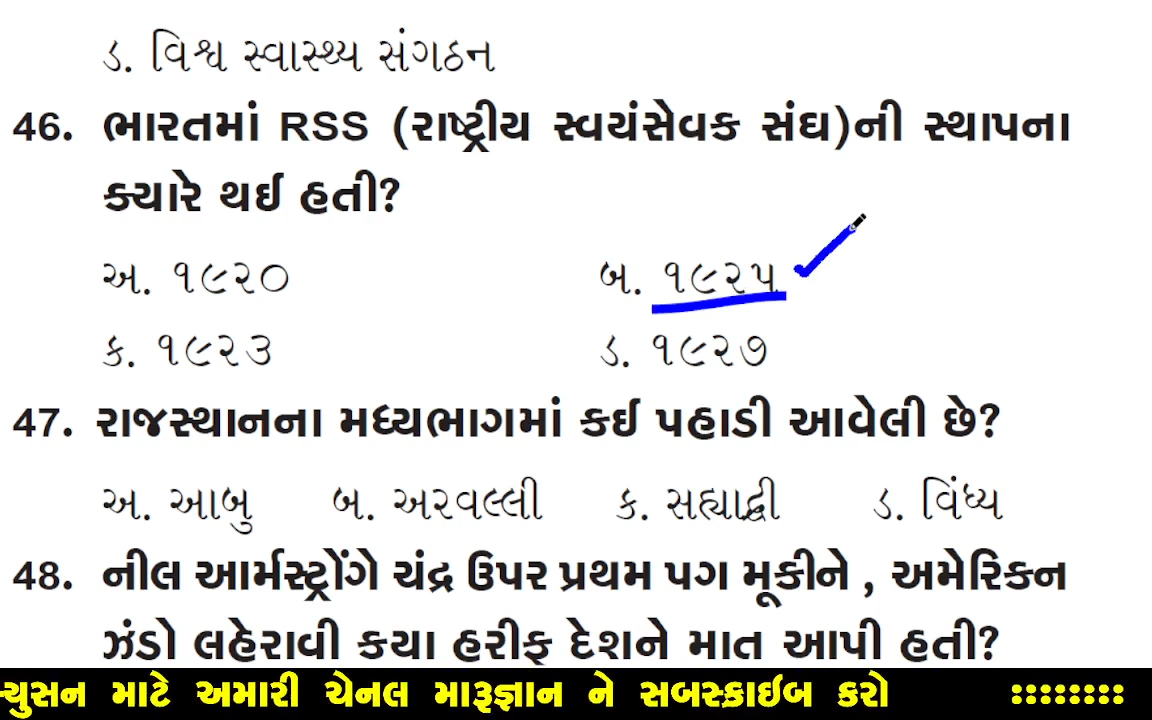 ડ. વિશ્વ સ્વાસ્થ્ય સંગઠન
46. ભારતમાં RSS (રાષ્ટ્રીય સ્વયંસેવક સંઘ)ની સ્થાપના
ક્યારે થઈ હતી?
અ. ૧૯૨૦ બ. ૧૯૨૫
ક. ૧૯૨૩ ડ. ૧૯૨૭
47. રાજસ્થાનના મધ્યભાગમાં કઈ પહાડી આવેલી છે?
અ. આબુ બ. અરવલ્લી ક. સહ્યાદ્રી ડ. વિંધ્ય
48. નીલ આર્મસ્ટ્રોંગે ચંદ્ર ઉપર પ્રથમ પગ મૂકીને , અમેરિકન
ઝંડો લહેરાવી કયા હરીફ દેશને માત આપી હતી?
ન્યુસન માટે અમારી ચેનલ મારૂજ્ઞાન ને સબસ્ક્રાઇબ કરો ::::::::